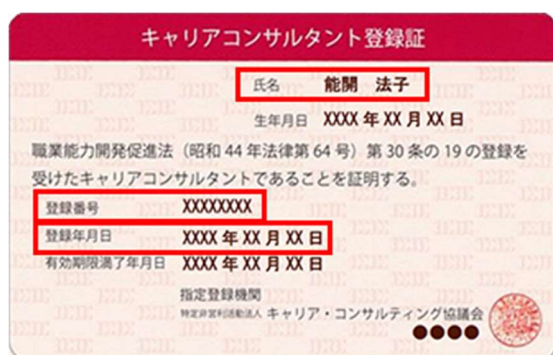 キャリアコンサルタント登録証
氏名 能開 法子
生年月日 XXXX 年 XX 月 XX 日
職業能力開発促進法(昭和 44 年法律第 64 号)第 30 条の 19 の登録を
受けたキャリアコンサルタントであることを証明する。
登録番号 XXXXXXXX
登録年月日 XXXX 年 XX 月 XX 日
有効期限満了年月日 XXXX 年 XX 月 XX 日
指定登録機関
特定非営利活動法人 キャリア・コンサルティング協議会
●●●●